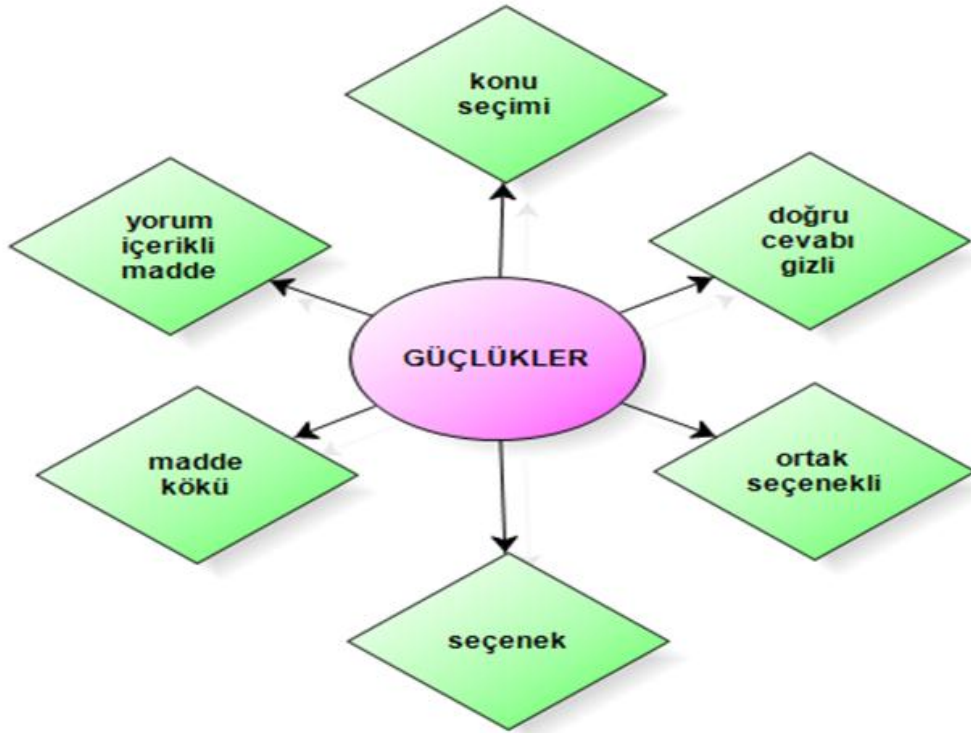 konu
seçimi
yorum
içerikli
madde
doğru
cevabı
gizli
GÜÇLÜKLER
madde
kökü
ortak
seçenekli
seçenek